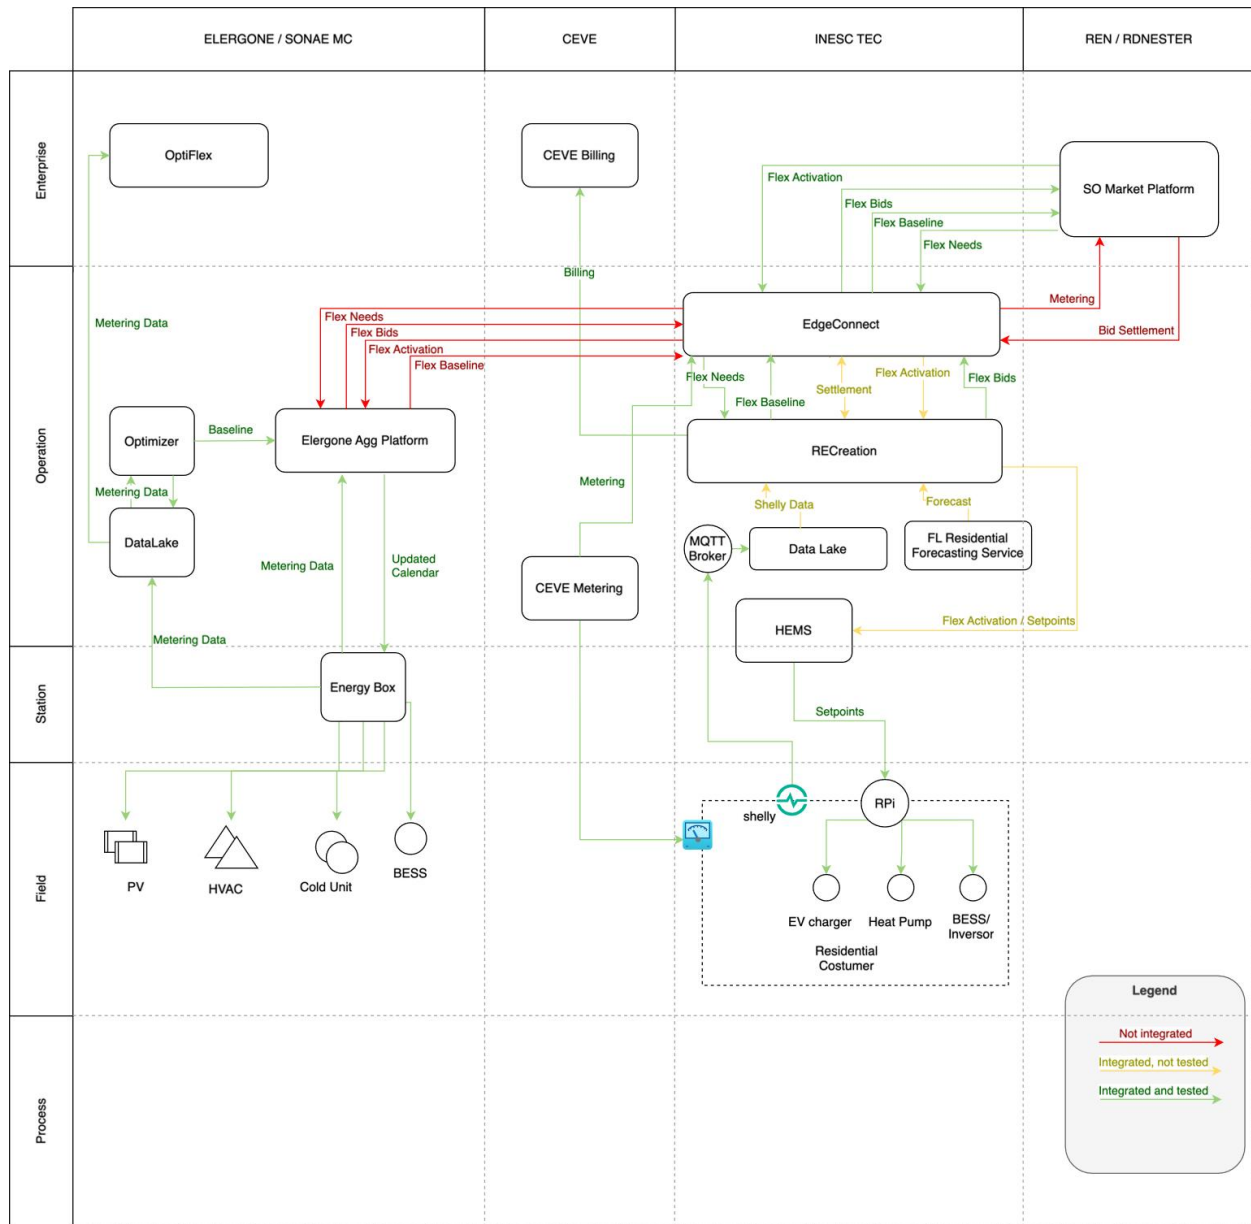 ELERGONE / SONAE MC
CEVE
INESC TEC
REN / RDNESTER
Enterprise
OptiFlex
CEVE Billing
SO Market Platform
Flex Activation
Flex Bids
Flex Baseline
Flex Needs
Operation
Billing
Metering Data
EdgeConnect
Metering
Bid Settlement
Flex Needs
Flex Bids
Flex Activation
Flex Baseline
Flex Needs
Flex Baseline
Settlement
Flex Activation
Flex Bids
Optimizer
Baseline
Elergone Agg Platform
RECreation
Metering Data
Metering
Shelly Data
Forecast
DataLake
Metering Data
Updated
Calendar
MQTT
Broker
Data Lake
FL Residential
Forecasting Service
CEVE Metering
HEMS
Flex Activation / Setpoints
Metering Data
Station
Energy Box
Setpoints
Field
shelly
RPi
PV
HVAC
Cold Unit
BESS
EV charger
Heat Pump
BESS/
Inversor
Residential
Costumer
Process
Legend
Not integrated
Integrated, not tested
Integrated and tested